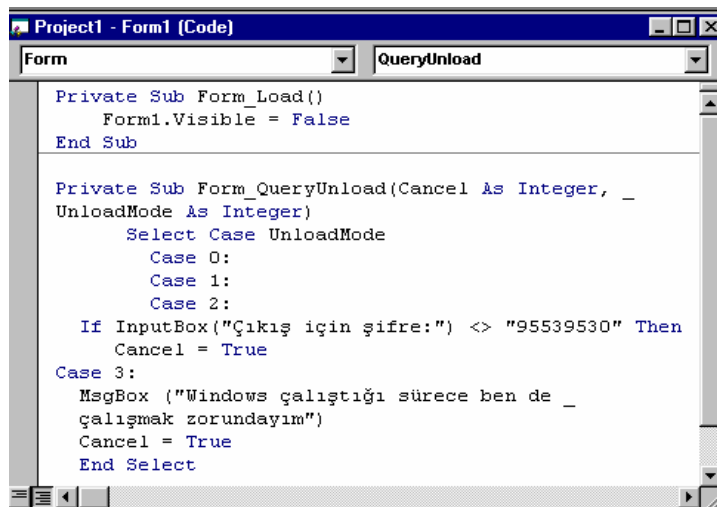 Project1 - Form1 (Code)
Form QueryUnload
Private Sub Form_Load()
Form1.Visible = False
End Sub
Private Sub Form_QueryUnload(Cancel As Integer, _
UnloadMode As Integer)
Select Case UnloadMode
Case 0:
Case 1:
Case 2:
If InputBox("Çıkış için şifre:") <> "95539530" Then
Cancel = True
Case 3:
MsgBox ("Windows çalıştığı sürece ben de _
çalışmak zorundayım")
Cancel = True
End Select